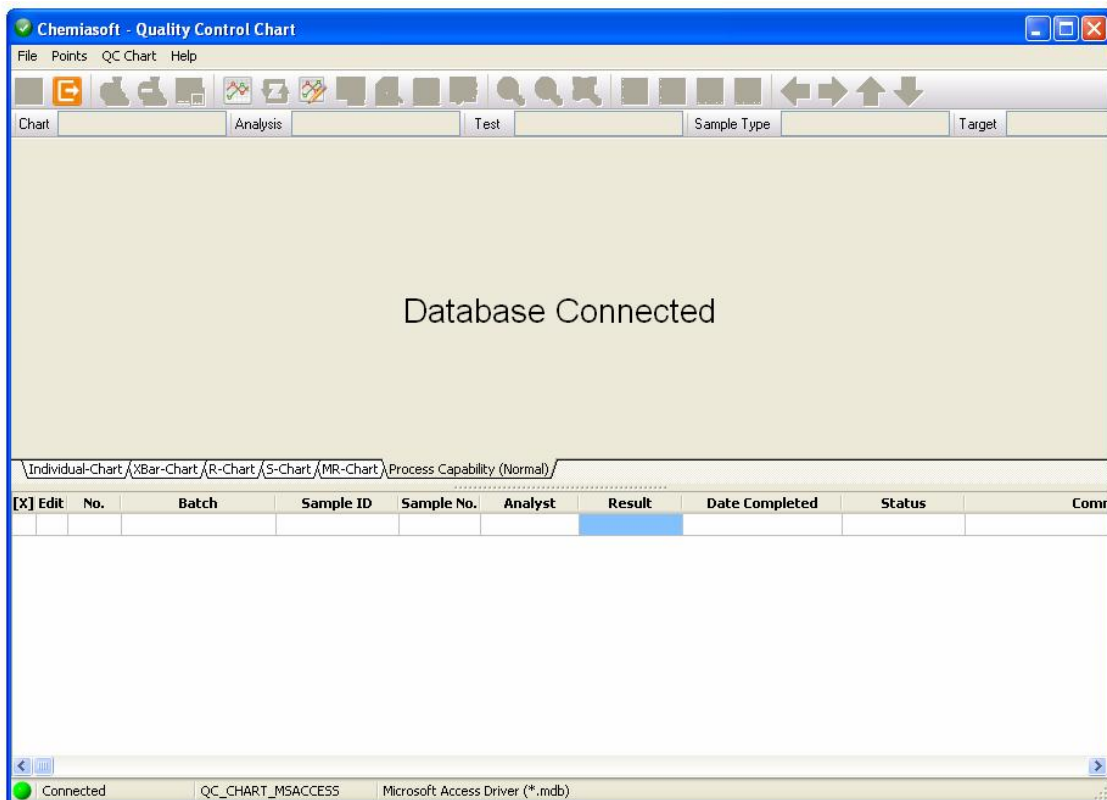 Chemiasoft - Quality Control Chart
File Points QC Chart Help
Chart Analysis Test Sample Type Target
Database Connected
Individual-Chart XBar-Chart R-Chart S-Chart MR-Chart Process Capability (Normal)
[X] Edit No. Batch Sample ID Sample No. Analyst Result Date Completed Status Comm
Connected QC_CHART_MSACCESS Microsoft Access Driver (*.mdb)